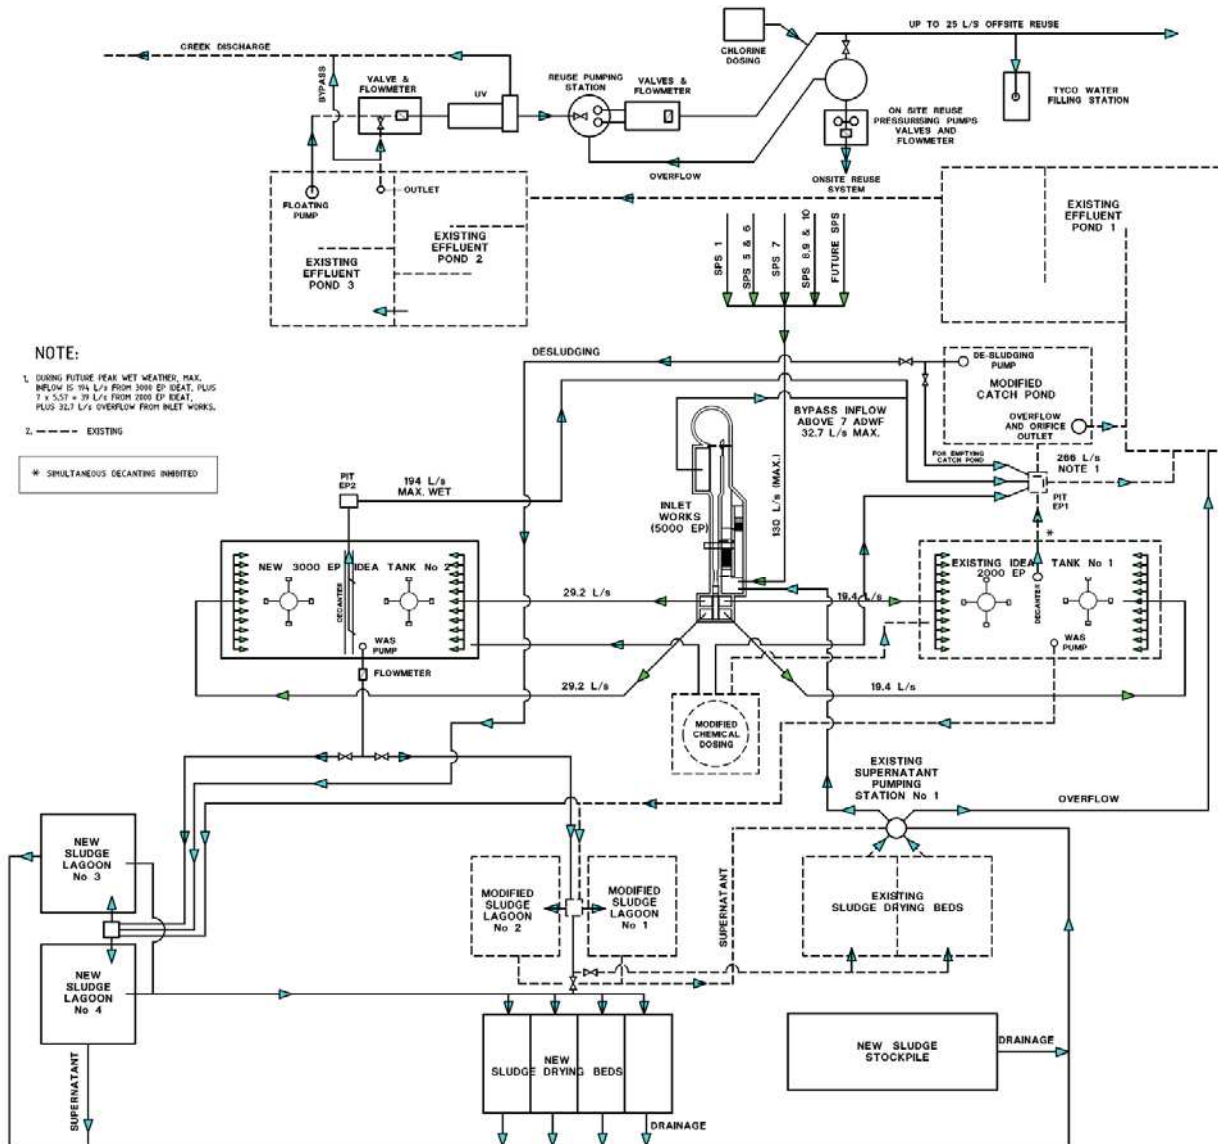 UP TO 25 L/S OFFSITE REUSE
CREEK DISCHARGE
CHLORINE
DOSING
BYPASS
VALVE &
FLOWMETER
UV
REUSE PUMPING
STATION
VALVES &
FLOWMETER
TYCO WATER
FILLING STATION
ON SITE REUSE
PRESSURISING PUMPS
VALVES AND
FLOWMETER
OVERFLOW
ONSITE REUSE
SYSTEM
FLOATING
PUMP
OUTLET
EXISTING
EFFLUENT
POND 1
EXISTING
EFFLUENT
POND 2
EXISTING
EFFLUENT
POND 3
SPS 1
SPS 5 & 6
SPS 7
SPS 8,9 & 10
FUTURE SPS
NOTE:
1. DURING FUTURE PEAK WET WEATHER, MAX.
INFLOW IS 194 L/s FROM 3000 EP IDEAT, PLUS
7 x 5.57 = 39 L/s FROM 2000 EP IDEAT,
PLUS 32.7 L/s OVERFLOW FROM INLET WORKS.
2. ---- EXISTING
* SIMULTANEOUS DECANTING INHIBITED
DESLUDGING
DE-SLUDGING
PUMP
MODIFIED
CATCH POND
OVERFLOW
AND ORIFICE
OUTLET
BYPASS INFLOW
ABOVE 7 ADWF
32.7 L/s MAX.
FOR EMPTYING
CATCH POND
266 L/s
NOTE 1
PIT
EP1
PIT
EP2
194 L/s
MAX. WET
INLET
WORKS
(5000 EP)
130 L/s (MAX.)
*
NEW 3000 EP IDEA TANK No 2
DECANTER
WAS
PUMP
FLOWMETER
EXISTING IDEA TANK No 1
2000 EP
DECANTER
WAS
PUMP
29.2 L/s
19.4 L/s
29.2 L/s
19.4 L/s
MODIFIED
CHEMICAL
DOSING
EXISTING
SUPERNATANT
PUMPING
STATION No 1
OVERFLOW
NEW
SLUDGE
LAGOON
No 3
MODIFIED
SLUDGE
LAGOON
No 2
MODIFIED
SLUDGE
LAGOON
No 1
SUPERNATANT
EXISTING
SLUDGE DRYING BEDS
NEW
SLUDGE
LAGOON
No 4
SUPERNATANT
NEW
SLUDGE DRYING BEDS
DRAINAGE
NEW SLUDGE
STOCKPILE
DRAINAGE